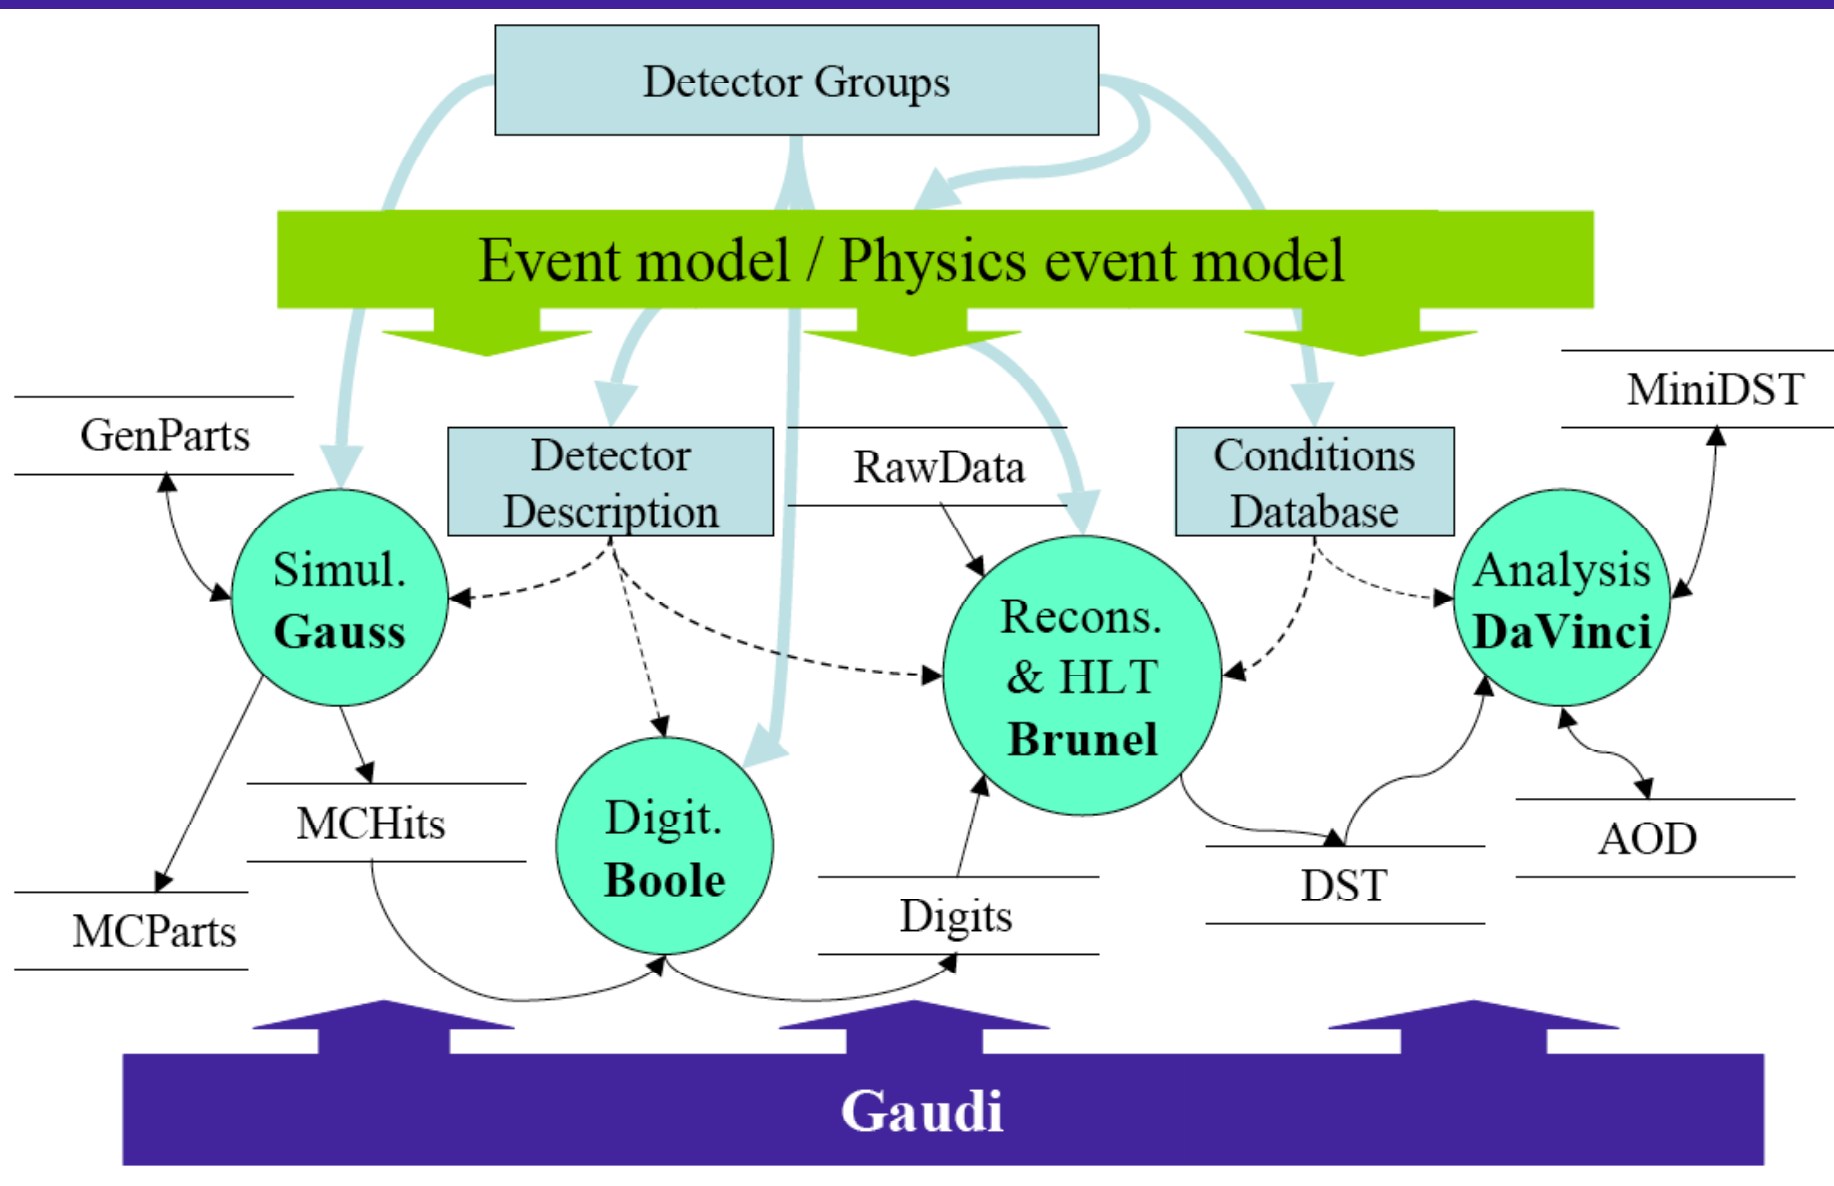 Detector Groups
Event model / Physics event model
MiniDST
GenParts
Detector
Description
RawData
Conditions
Database
Simul.
Gauss
Recons.
& HLT
Brunel
Analysis
DaVinci
MCHits
Digit.
Boole
AOD
DST
Digits
MCParts
Gaudi